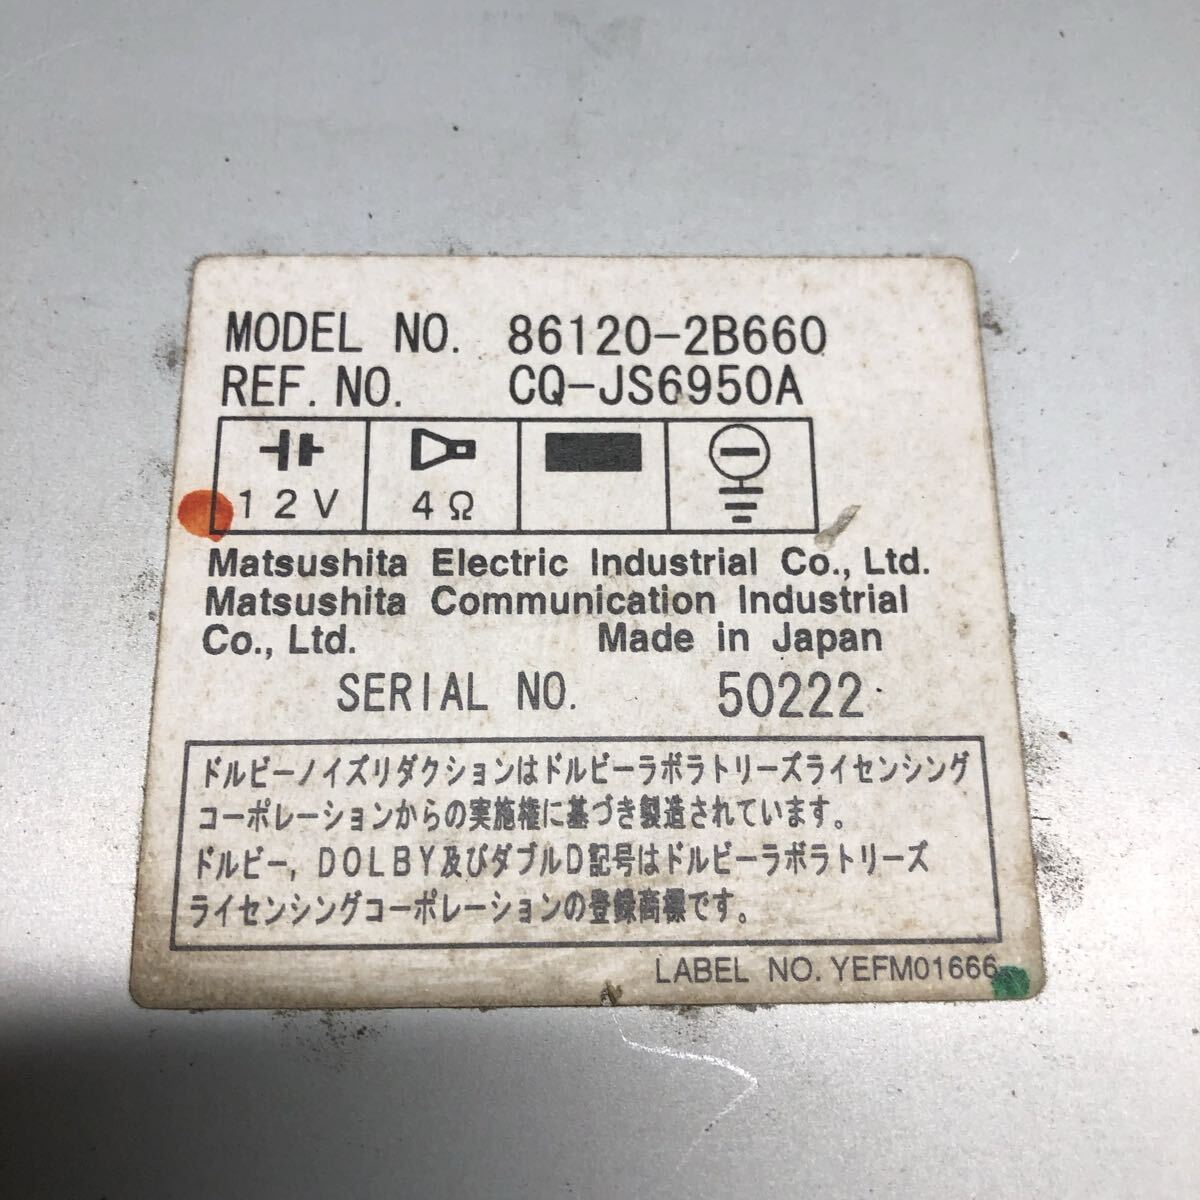 MODEL NO. 86120-2B660
REF. NO. CQ-JS6950A
12V 4Ω
Matsushita Electric Industrial Co., Ltd.
Matsushita Communication Industrial
Co., Ltd. Made in Japan
SERIAL NO. 50222
ドルビーノイズリダクションはドルビーラボラトリーズライセンシング
コーポレーションからの実施権に基づき製造されています。
ドルビー, DOLBY及びダブルD記号はドルビーラボラトリーズ
ライセンシングコーポレーションの登録商標です。
LABEL NO. YEFM01666